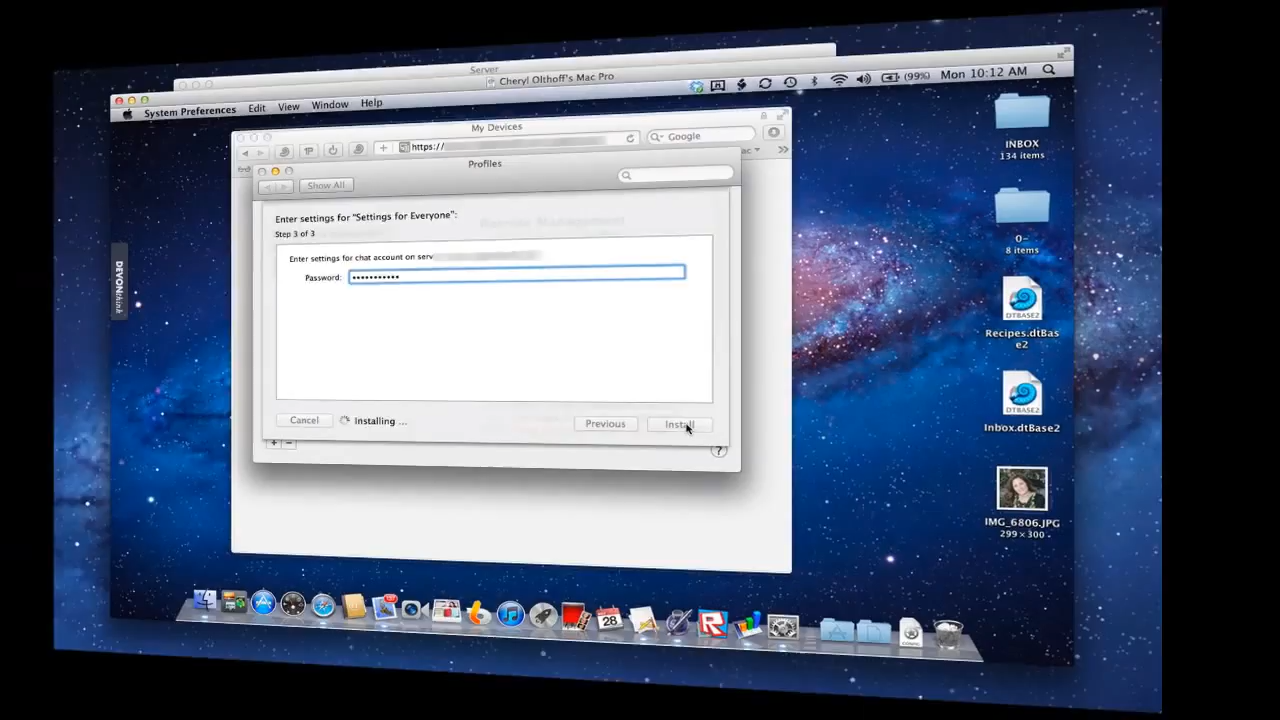 Server
Cheryl Olthoff's Mac Pro
System Preferences Edit View Window Help
(99%) Mon 10:12 AM
My Devices
https://
Google
Profiles
Show All
Enter settings for "Settings for Everyone":
Step 3 of 3
Enter settings for chat account on serv
Password: •••••••••••
Cancel
Installing ...
Previous
Install
+ −
?
DEVONthink
INBOX
134 items
0-
8 items
DTBASE2
Recipes.dtBas
e2
DTBASE2
Inbox.dtBase2
IMG_6806.JPG
299 × 300
28